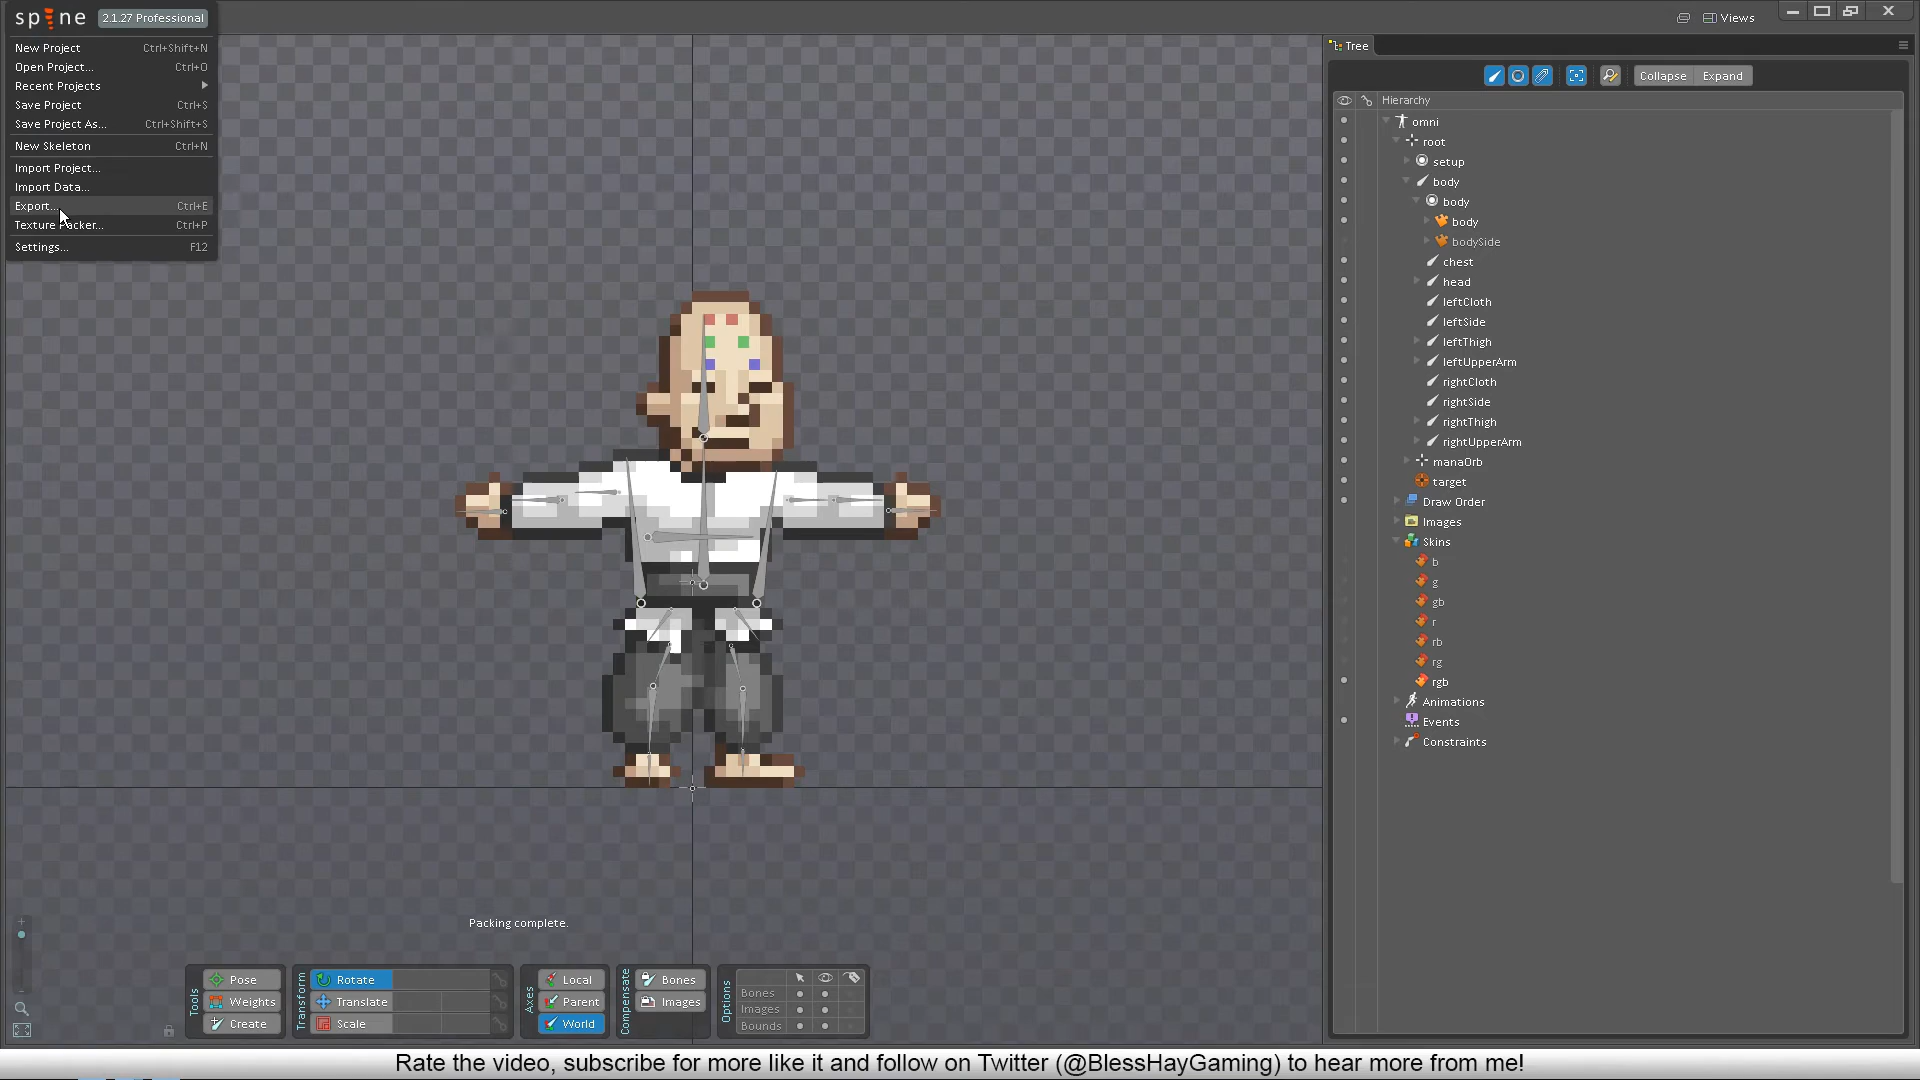 spine 2.1.27 Professional
Views
New Project Ctrl+Shift+N
Open Project... Ctrl+O
Recent Projects
Save Project Ctrl+S
Save Project As... Ctrl+Shift+S
New Skeleton Ctrl+N
Import Project...
Import Data...
Export... Ctrl+E
Ctrl+P
Settings... F12
Tree
Collapse Expand
Hierarchy
omni
root
setup
body
body
body
bodySide
chest
head
leftCloth
leftSide
leftThigh
leftUpperArm
rightCloth
rightSide
rightThigh
rightUpperArm
manaOrb
target
Draw Order
Images
Skins
b
g
gb
r
rb
rg
rgb
Animations
Events
Constraints
Packing complete.
Tools
Pose
Weights
Create
Transform
Rotate
Translate
Scale
Axes
Local
Parent
World
Compensate
Bones
Images
Options
Bones
Images
Bounds
Rate the video, subscribe for more like it and follow on Twitter (@BlessHayGaming) to hear more from me!